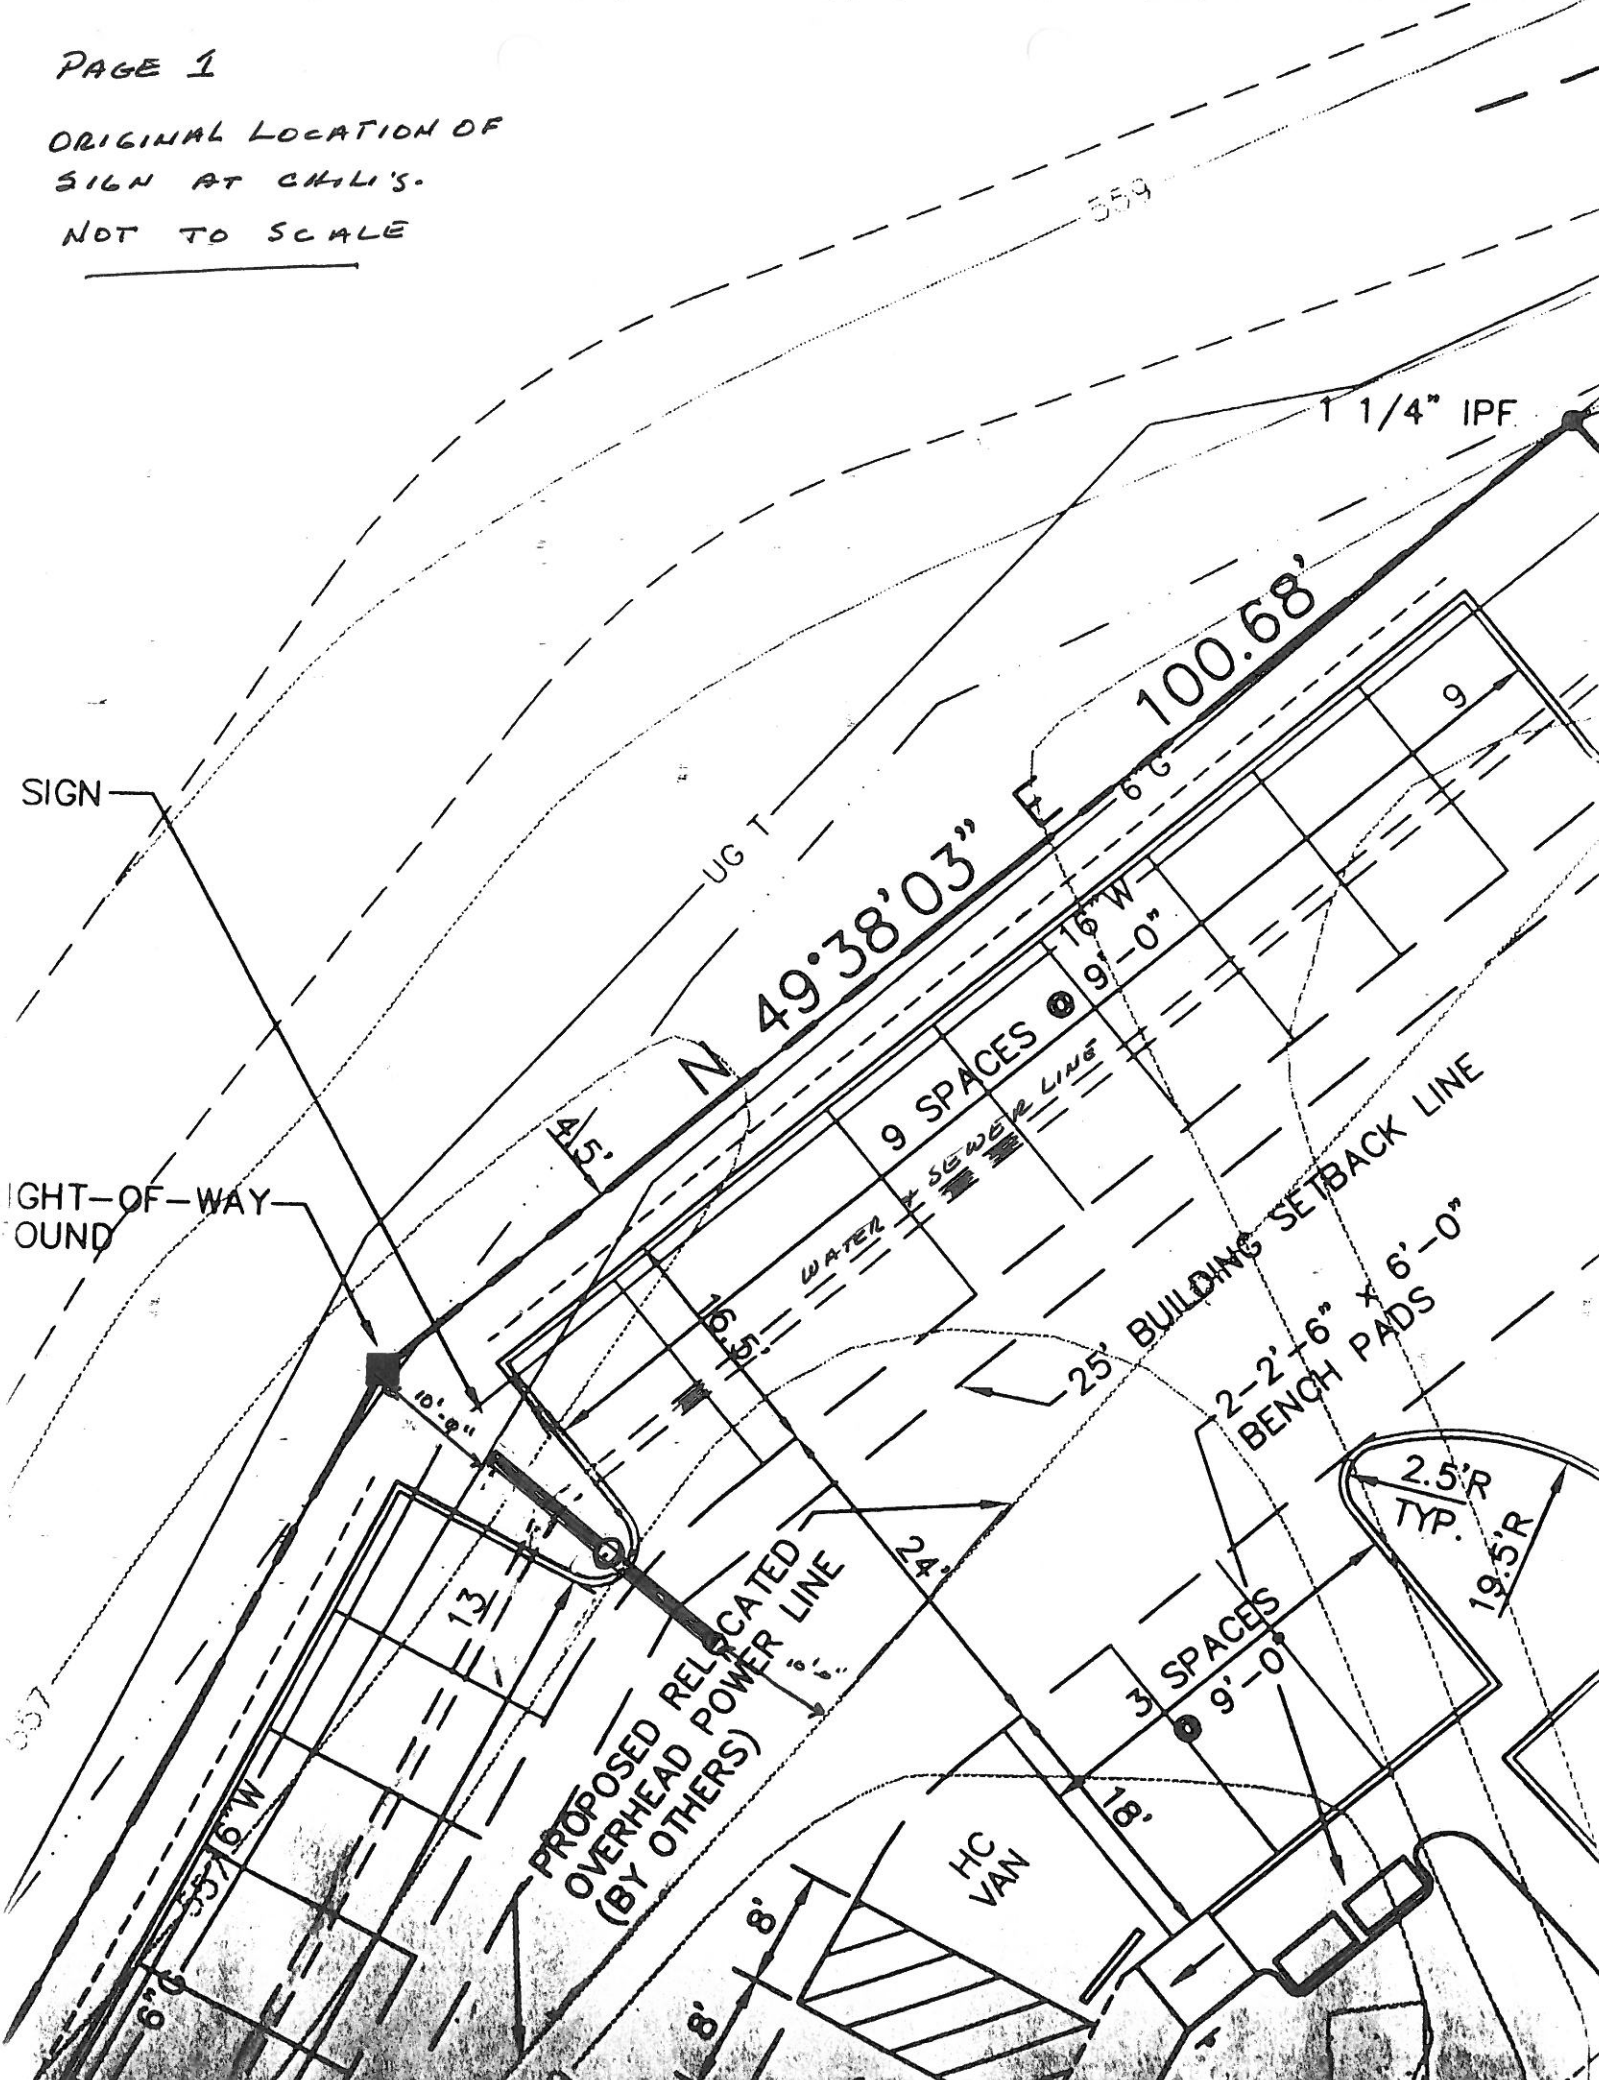 PAGE 1
ORIGINAL LOCATION OF
SIGN AT CHILI'S.
NOT TO SCALE
559
1 1/4" IPF
100.68'
9
SIGN
6"G
E
UG T
49°38'03"
16"W
9 SPACES @ 9'-0"
N
WATER & SEWER LINE
4.5'
IGHT-OF-WAY
OUND
25' BUILDING SETBACK LINE
16.5'
2-2'-6" x 6'-0"
BENCH PADS
10'-0"
2.5'R
TYP.
19.5'R
24'
13
3 SPACES
@ 9'-0"
PROPOSED RELOCATED
OVERHEAD POWER LINE
(BY OTHERS)
557
18'
16"W
557
HC
VAN
8'
8'
6"G